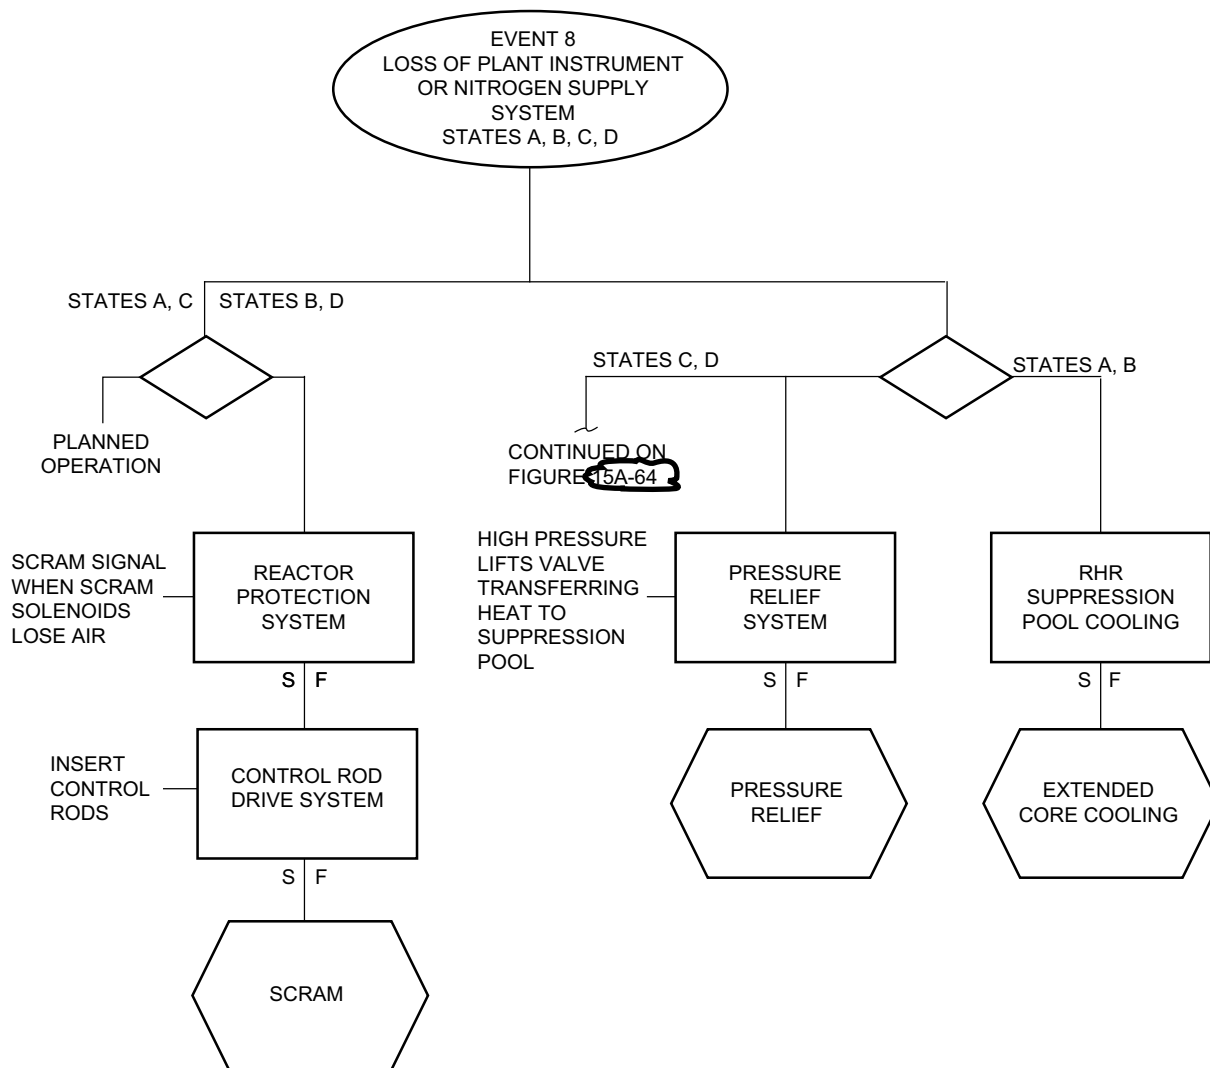 EVENT 8
LOSS OF PLANT INSTRUMENT
OR NITROGEN SUPPLY
SYSTEM
STATES A, B, C, D
STATES A, C
STATES B, D
STATES C, D
STATES A, B
PLANNED
OPERATION
CONTINUED ON
FIGURE 15A-64
SCRAM SIGNAL
WHEN SCRAM
SOLENOIDS
LOSE AIR
REACTOR
PROTECTION
SYSTEM
HIGH PRESSURE
LIFTS VALVE
TRANSFERRING
HEAT TO
SUPPRESSION
POOL
PRESSURE
RELIEF
SYSTEM
RHR
SUPPRESSION
POOL COOLING
S F
S F
S F
INSERT
CONTROL
RODS
CONTROL ROD
DRIVE SYSTEM
PRESSURE
RELIEF
EXTENDED
CORE COOLING
S F
SCRAM